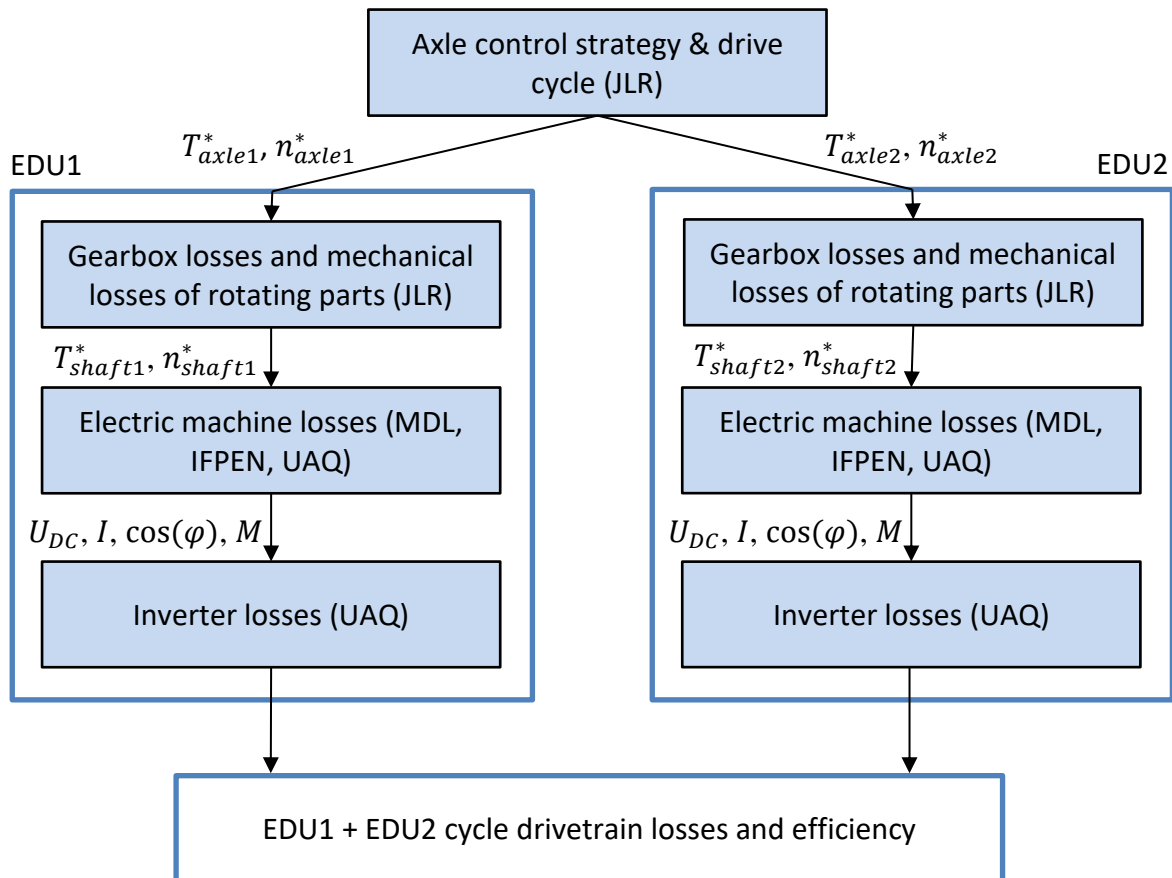 Axle control strategy & drive
cycle (JLR)
T*axle1, n*axle1
T*axle2, n*axle2
EDU1
EDU2
Gearbox losses and mechanical
losses of rotating parts (JLR)
Gearbox losses and mechanical
losses of rotating parts (JLR)
T*shaft1, n*shaft1
T*shaft2, n*shaft2
Electric machine losses (MDL,
IFPEN, UAQ)
Electric machine losses (MDL,
IFPEN, UAQ)
U_DC, I, cos(φ), M
U_DC, I, cos(φ), M
Inverter losses (UAQ)
Inverter losses (UAQ)
EDU1 + EDU2 cycle drivetrain losses and efficiency